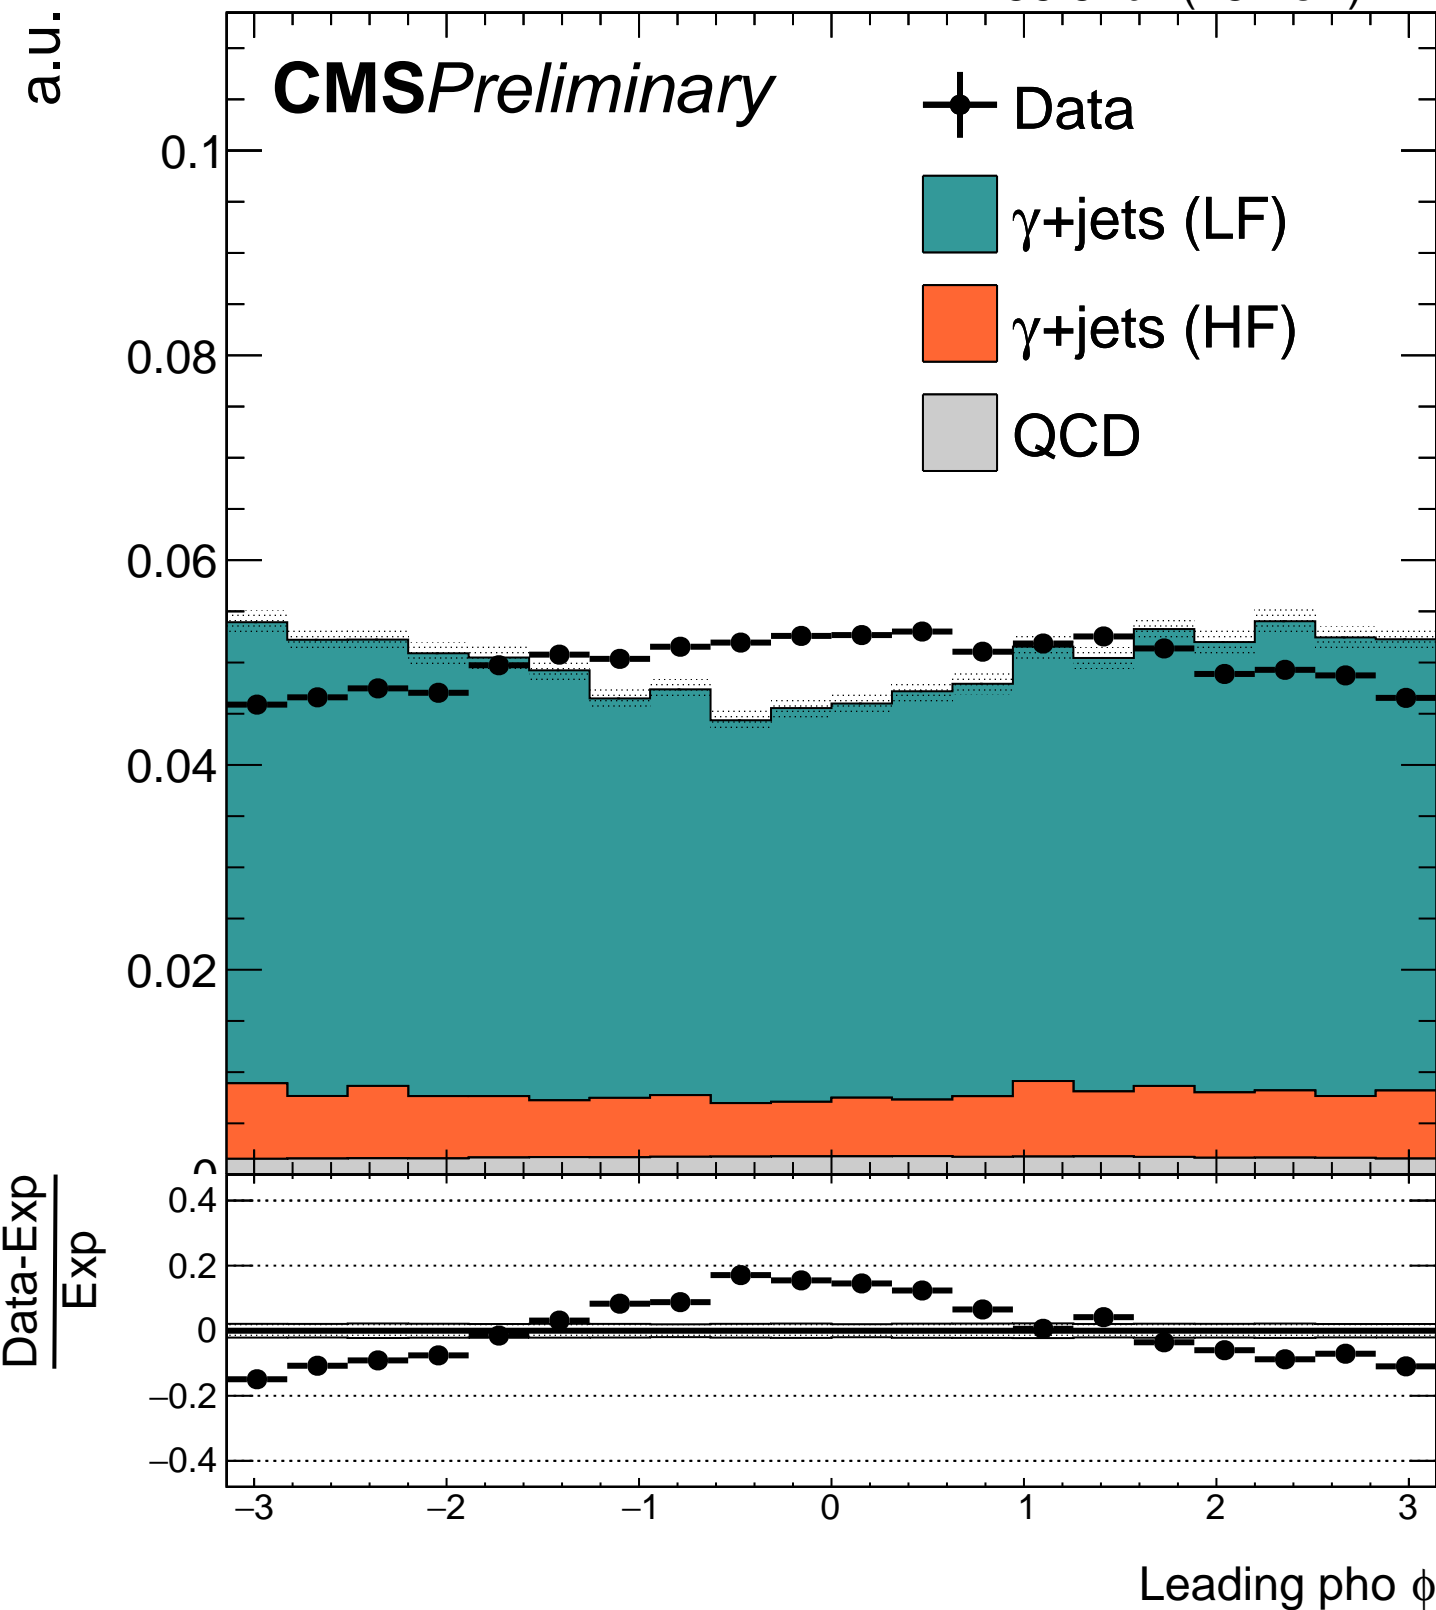 a.u.
CMS Preliminary
Data
γ+jets (LF)
γ+jets (HF)
QCD
0.1
0.08
0.06
0.04
0.02
0
Data-Exp
Exp
0.4
0.2
0
−0.2
−0.4
−3 −2 −1 0 1 2 3
Leading pho ϕ